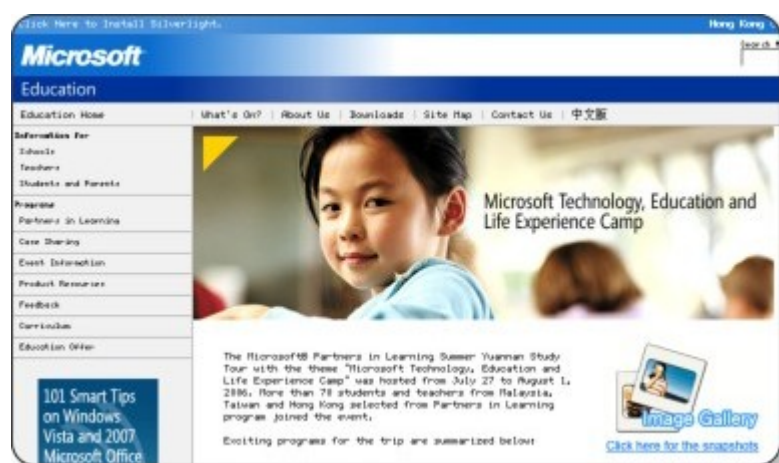 Click Here to Install Silverlight.
Hong Kong
Microsoft
Search
Education
Education Home
What's On? | About Us | Downloads | Site Map | Contact Us | 中文版
Information for
Schools
Teachers
Students and Parents
Programs
Partners in Learning
Case Sharing
Event Information
Product Resources
Feedback
Curriculum
Education Offer
Microsoft Technology, Education and
Life Experience Camp
The Microsoft® Partners in Learning Summer Yuannan Study
Tour with the theme "Microsoft Technology, Education and
Life Experience Camp" was hosted from July 27 to August 1,
2006. More than 70 students and teachers from Malaysia,
Taiwan and Hong Kong selected from Partners in Learning
program joined the event.
Exciting programs for the trip are summarized below:
101 Smart Tips
on Windows
Vista and 2007
Microsoft Office
Image Gallery
Click here for the snapshots